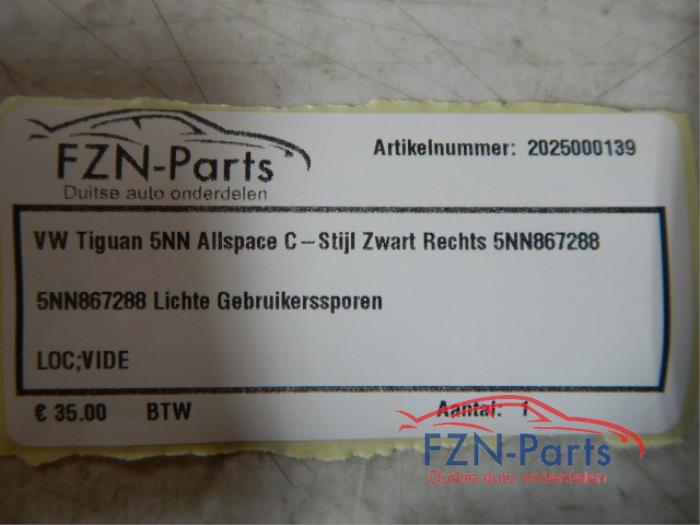 FZN-Parts
Duitse auto onderdelen
Artikelnummer: 2025000139
VW Tiguan 5NN Allspace C-Stijl Zwart Rechts 5NN867288
5NN867288 Lichte Gebruikerssporen
LOC;VIDE
€ 35.00 BTW Aantal: 1
FZN-Parts
Duitse auto onderdelen